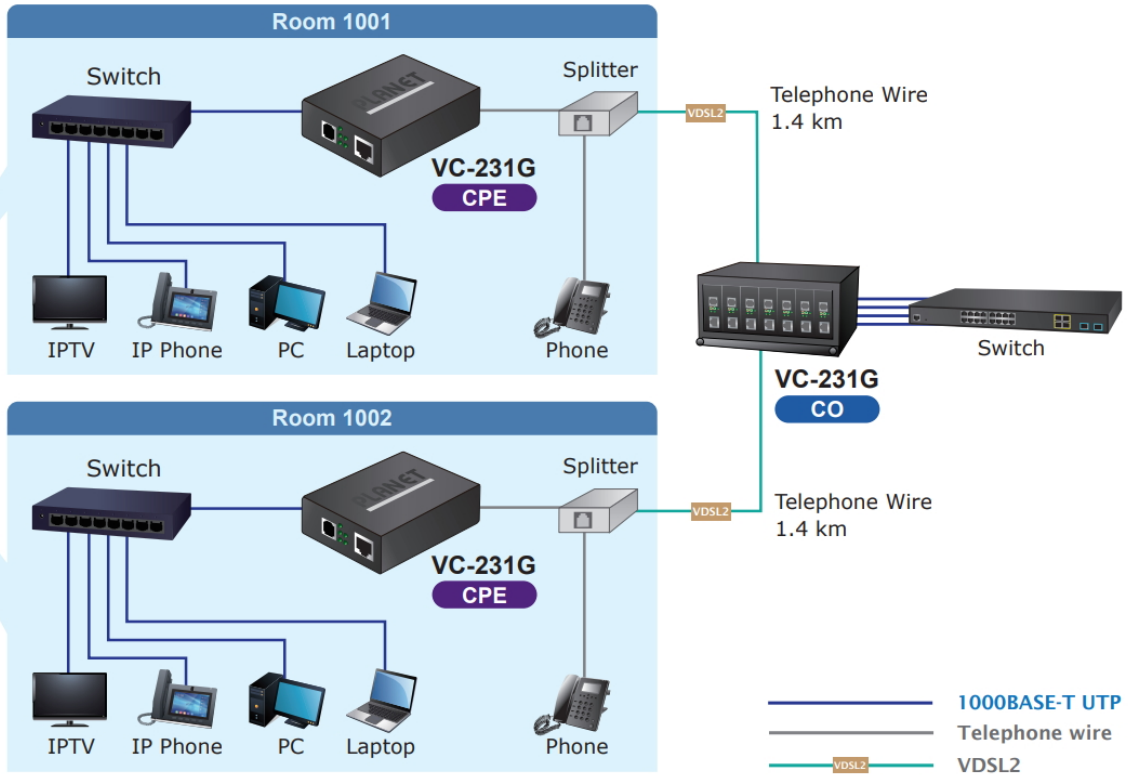 Room 1001
Switch
PLANET
Splitter
VDSL2
Telephone Wire
1.4 km
VC-231G
CPE
IPTV
IP Phone
PC
Laptop
Phone
Switch
VC-231G
CO
Room 1002
Switch
PLANET
Splitter
VDSL2
Telephone Wire
1.4 km
VC-231G
CPE
IPTV
IP Phone
PC
Laptop
Phone
1000BASE-T UTP
Telephone wire
VDSL2
VDSL2